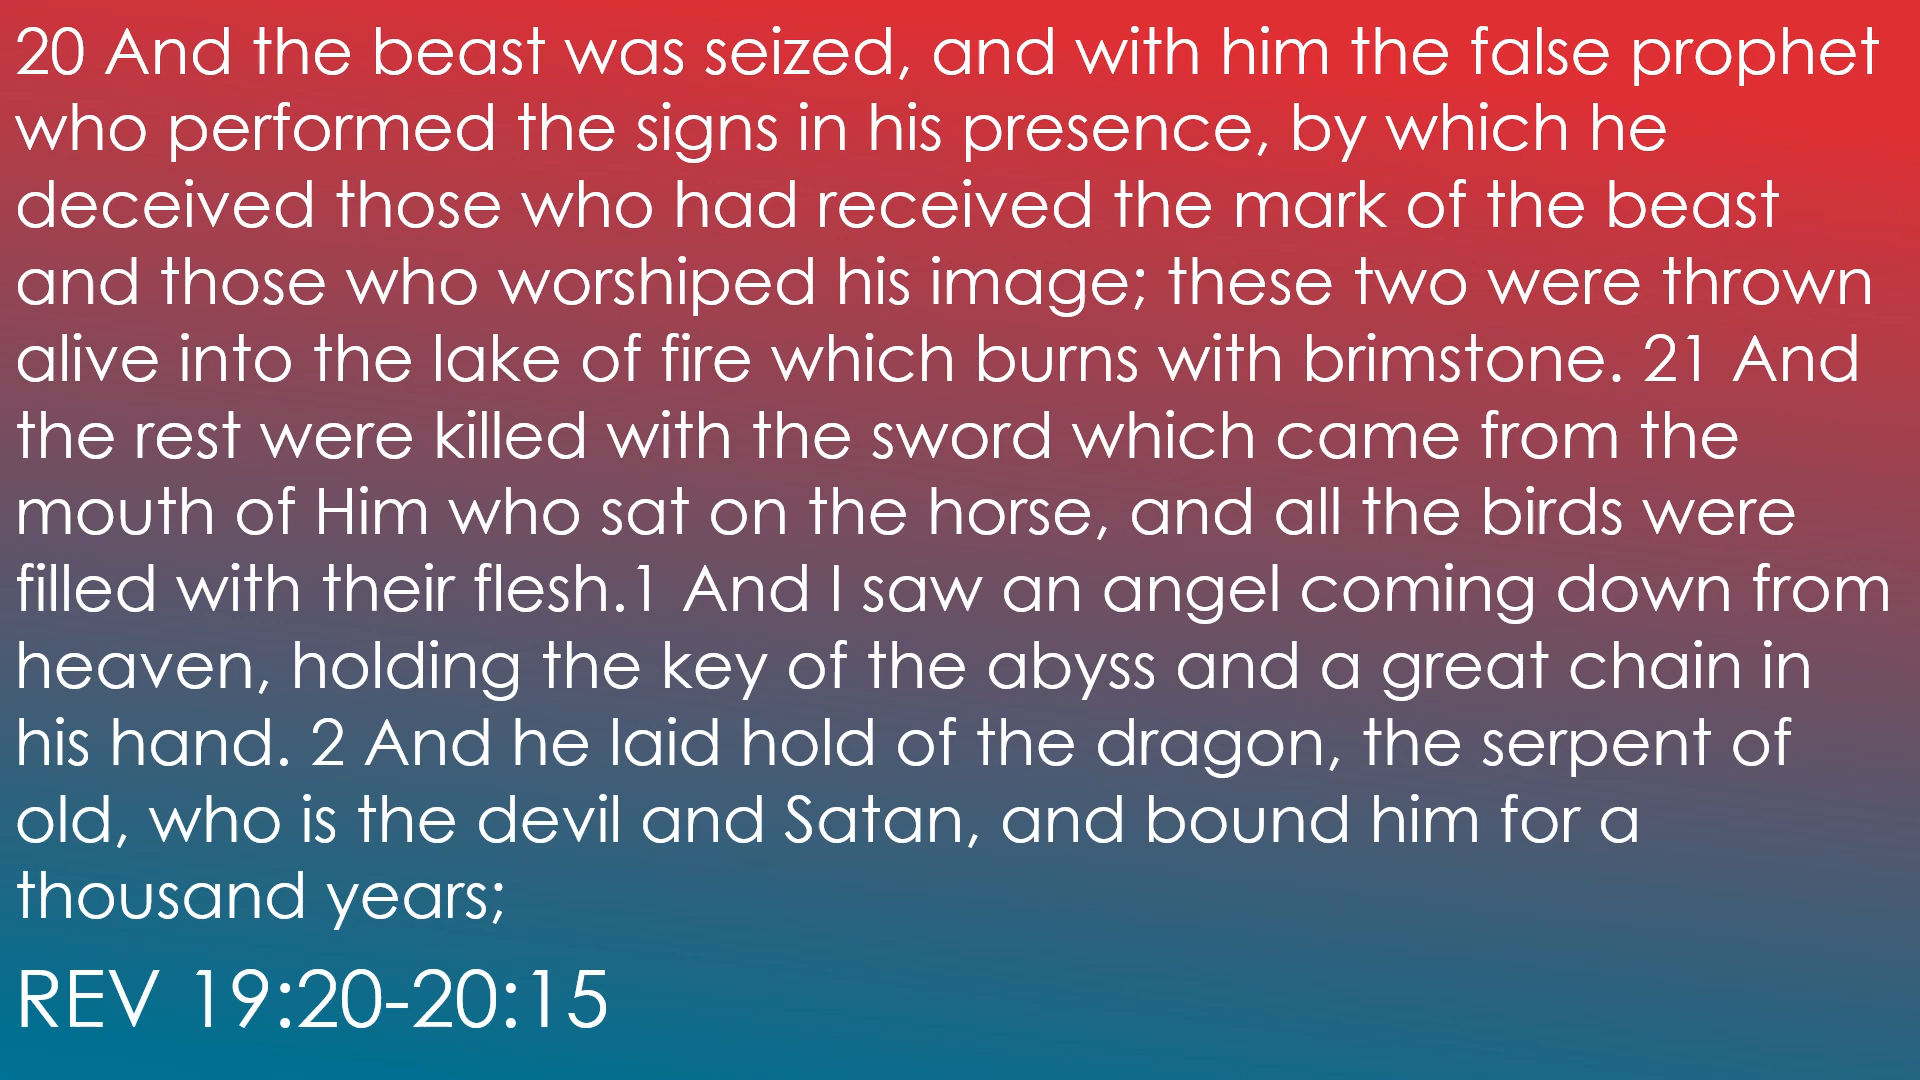 20 And the beast was seized, and with him the false prophet
who performed the signs in his presence, by which he
deceived those who had received the mark of the beast
and those who worshiped his image; these two were thrown
alive into the lake of fire which burns with brimstone. 21 And
the rest were killed with the sword which came from the
mouth of Him who sat on the horse, and all the birds were
filled with their flesh.1 And I saw an angel coming down from
heaven, holding the key of the abyss and a great chain in
his hand. 2 And he laid hold of the dragon, the serpent of
old, who is the devil and Satan, and bound him for a
thousand years;
REV 19:20-20:15